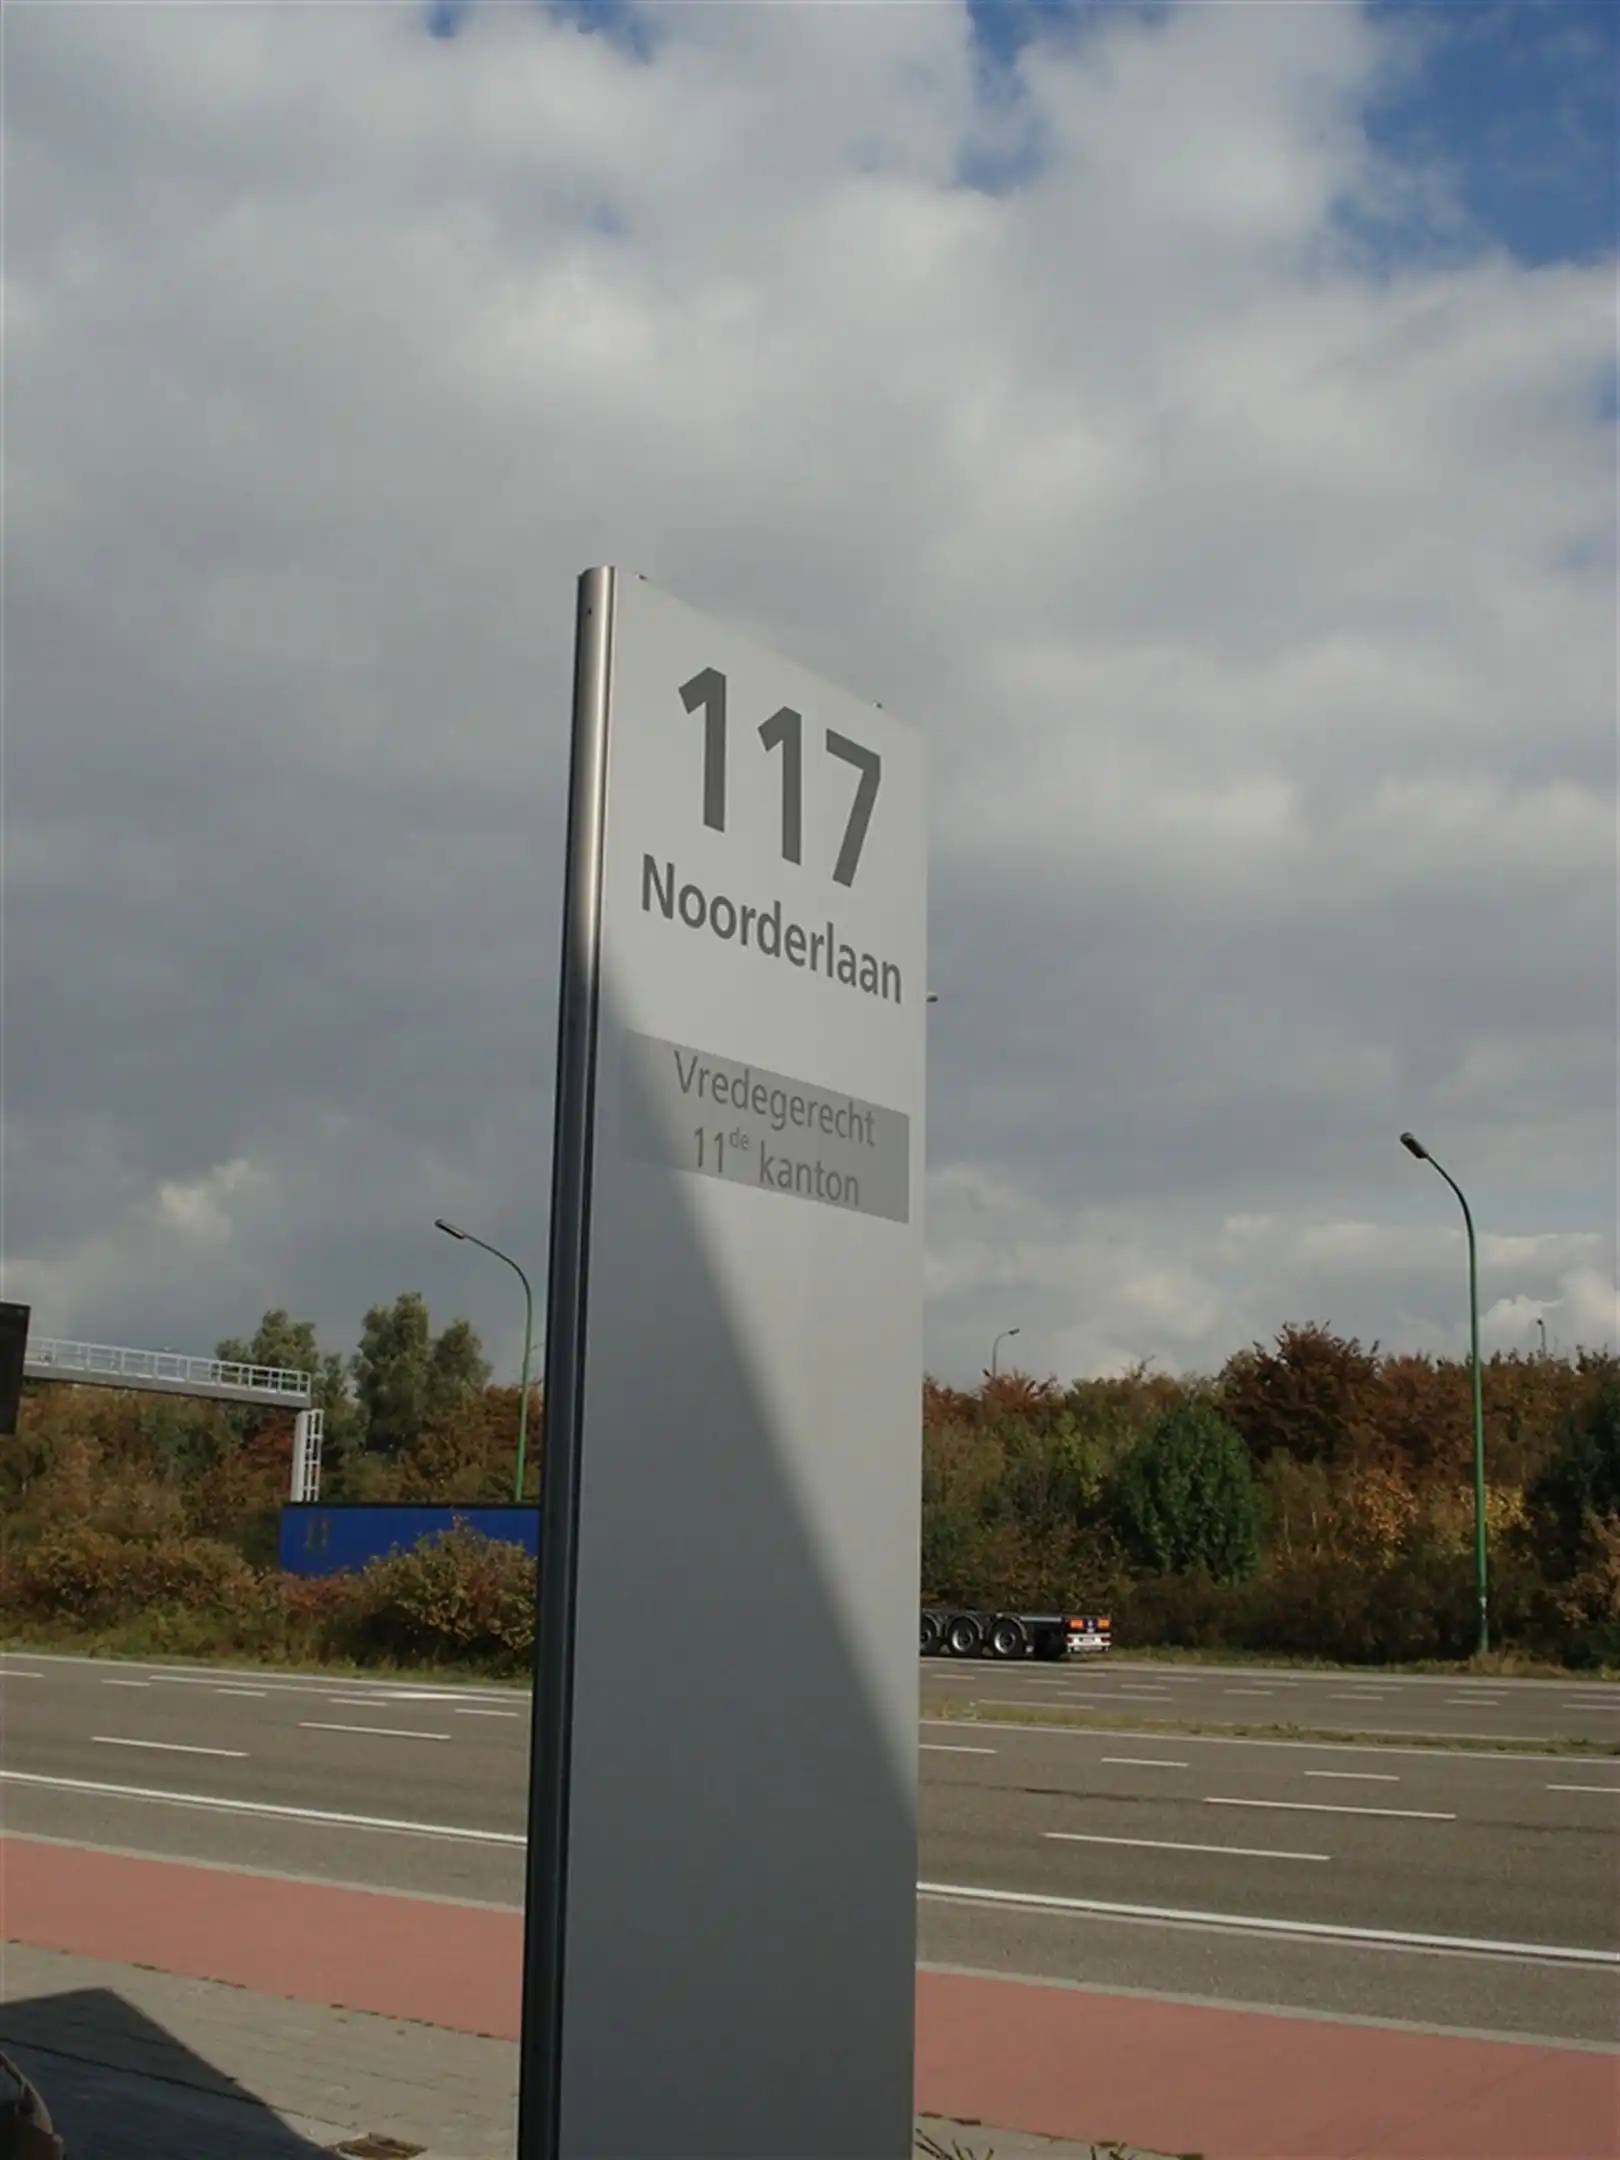 117
Noorderlaan
Vredegerecht
11de kanton